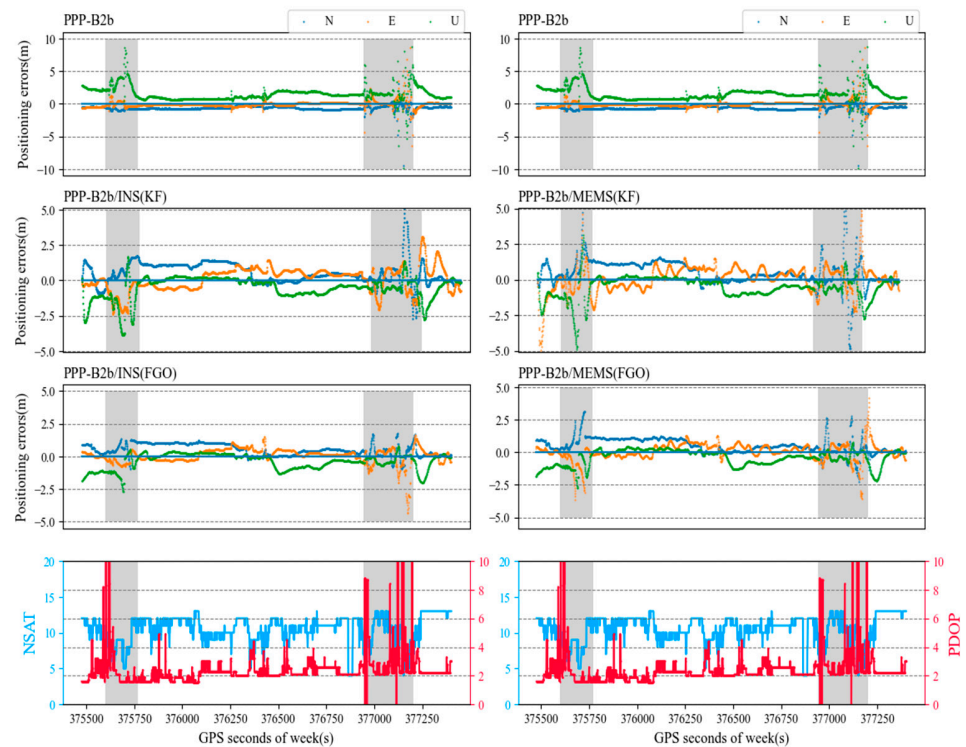 PPP-B2b N E U PPP-B2b N E U
10 10
5 5
0 0
−5 −5
−10 −10
Positioning errors(m)
PPP-B2b/INS(KF) PPP-B2b/MEMS(KF)
5.0 5.0
2.5 2.5
0.0 0.0
−2.5 −2.5
−5.0 −5.0
Positioning errors(m) Positioning errors(m)
PPP-B2b/INS(FGO) PPP-B2b/MEMS(FGO)
5.0 5.0
2.5 2.5
0.0 0.0
−2.5 −2.5
−5.0 −5.0
Positioning errors(m)
20 10 20 10
15 8 15 8
10 6 10 6
5 4 5 4
0 2 0 2
0 0
NSAT PDOP
375500 375750 376000 376250 376500 376750 377000 377250 375500 375750 376000 376250 376500 376750 377000 377250
GPS seconds of week(s) GPS seconds of week(s)